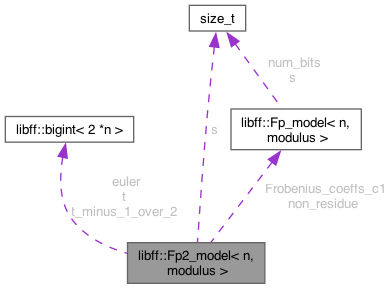 size_t
num_bits
s
libff::bigint< 2 *n >
s
libff::Fp_model< n,
modulus >
euler
t
t_minus_1_over_2
Frobenius_coeffs_c1
non_residue
libff::Fp2_model< n,
modulus >